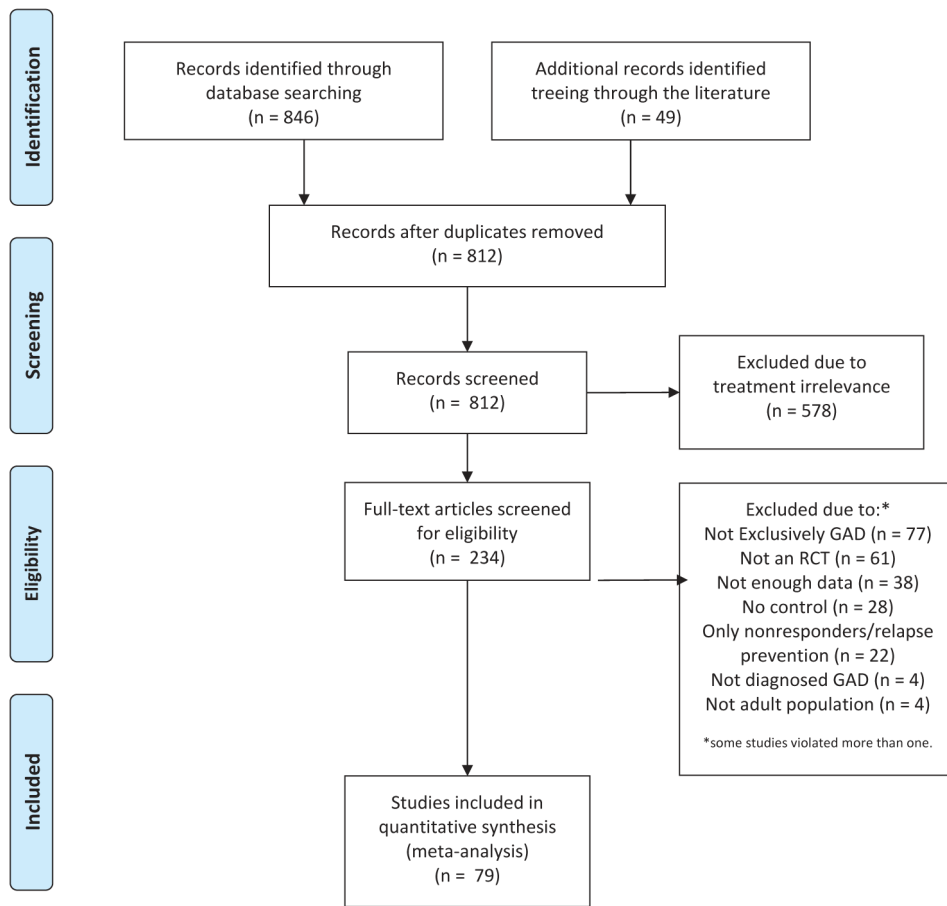 Identification
Records identified through
database searching
(n = 846)
Additional records identified
treeing through the literature
(n = 49)
Records after duplicates removed
(n = 812)
Screening
Records screened
(n = 812)
Excluded due to
treatment irrelevance
(n = 578)
Eligibility
Full-text articles screened
for eligibility
(n = 234)
Excluded due to:*
Not Exclusively GAD (n = 77)
Not an RCT (n = 61)
Not enough data (n = 38)
No control (n = 28)
Only nonresponders/relapse
prevention (n = 22)
Not diagnosed GAD (n = 4)
Not adult population (n = 4)
*some studies violated more than one.
Included
Studies included in
quantitative synthesis
(meta-analysis)
(n = 79)